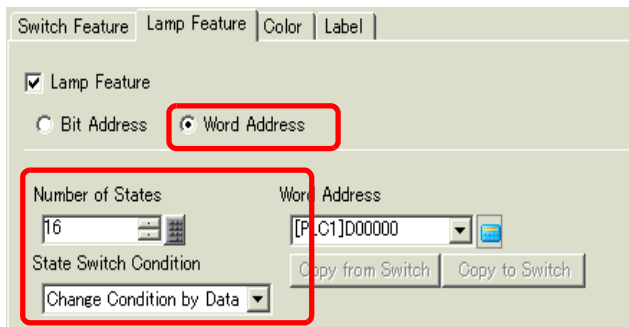 Switch Feature Lamp Feature Color Label
Lamp Feature
Bit Address Word Address
Number of States Word Address
16 [PLC1]D00000
State Switch Condition Copy from Switch Copy to Switch
Change Condition by Data